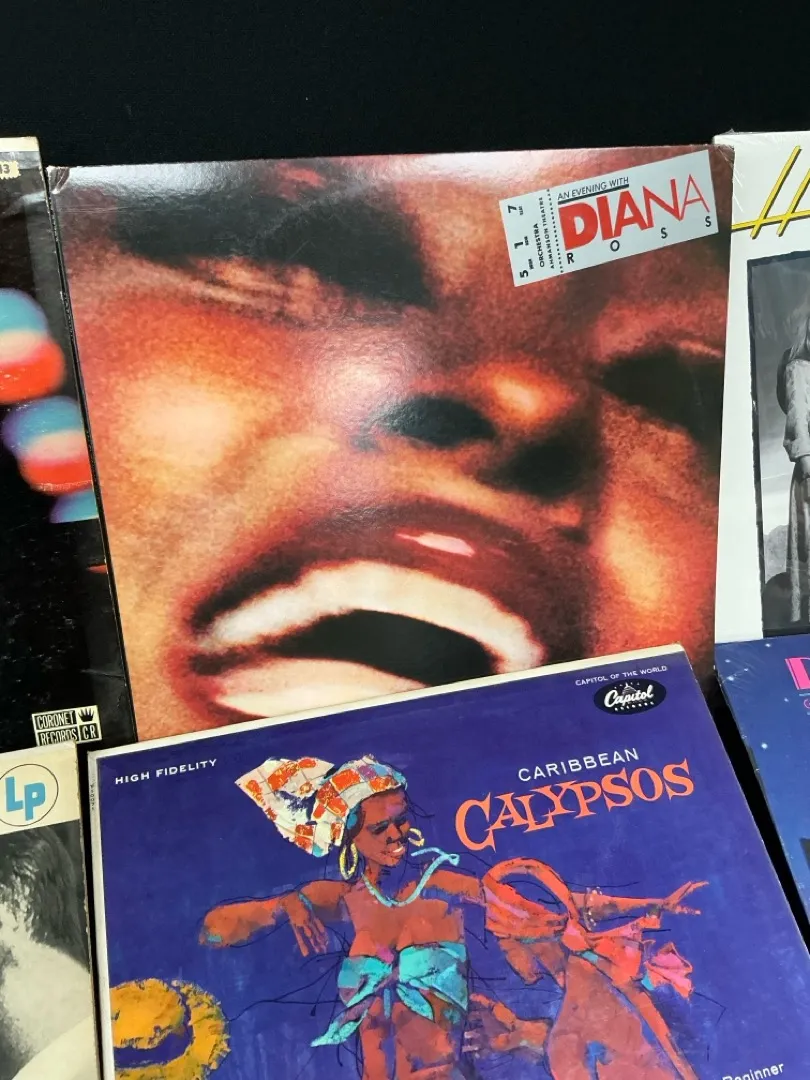 13
AN EVENING WITH
DIANA
ROSS
5 1 7
ORCHESTRA
AHMANSON THEATRE
CORONET
RECORDS CR
LP
CAPITOL OF THE WORLD
Capitol
RECORDS
HIGH FIDELITY
CARIBBEAN
CALYPSOS
Beginner